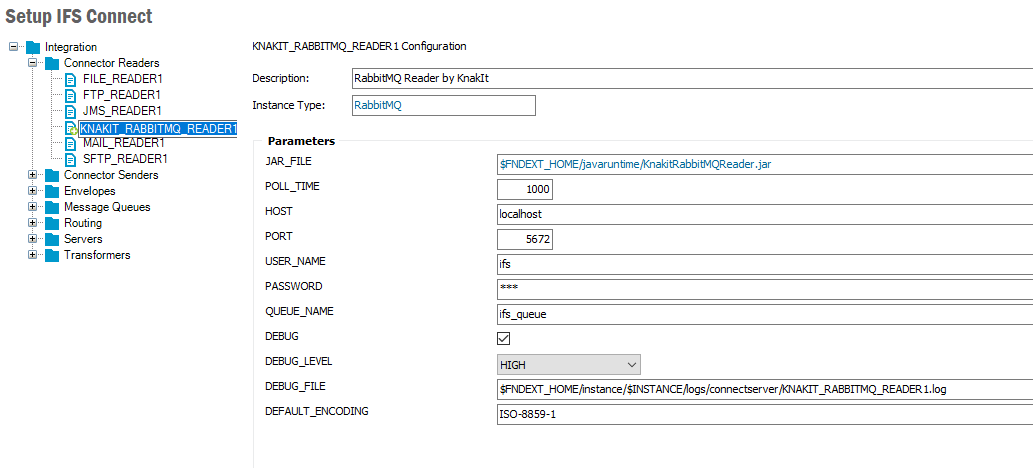 Setup IFS Connect
Integration
Connector Readers
FILE_READER1
FTP_READER1
JMS_READER1
KNAKIT_RABBITMQ_READER1
MAIL_READER1
SFTP_READER1
Connector Senders
Envelopes
Message Queues
Routing
Servers
Transformers
KNAKIT_RABBITMQ_READER1 Configuration
Description: RabbitMQ Reader by KnakIt
Instance Type: RabbitMQ
Parameters
JAR_FILE $FNDEXT_HOME/javaruntime/KnakitRabbitMQReader.jar
POLL_TIME 1000
HOST localhost
PORT 5672
USER_NAME ifs
PASSWORD ***
QUEUE_NAME ifs_queue
DEBUG
DEBUG_LEVEL HIGH
DEBUG_FILE $FNDEXT_HOME/instance/$INSTANCE/logs/connectserver/KNAKIT_RABBITMQ_READER1.log
DEFAULT_ENCODING ISO-8859-1